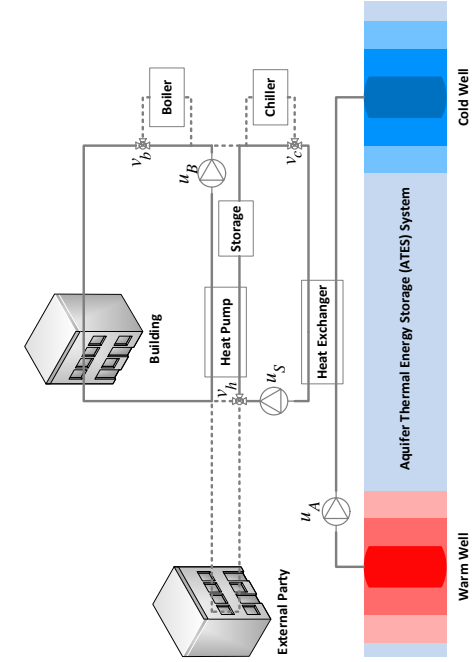 Boiler
Chiller
v_b
u_B
v_c
Storage
Building
Heat Pump
Heat Exchanger
v_h
u_S
u_A
External Party
Cold Well
Aquifer Thermal Energy Storage (ATES) System
Warm Well